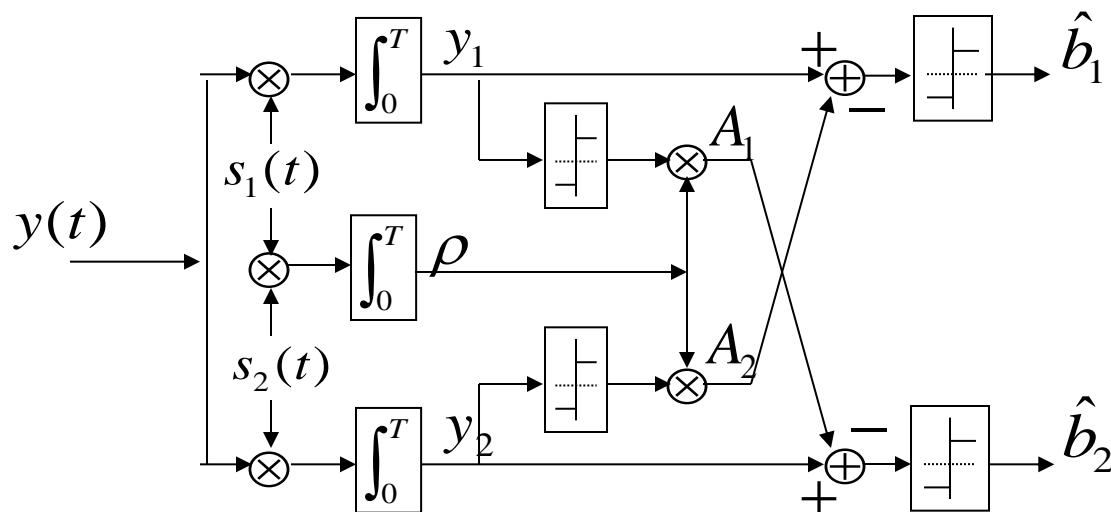 ∫₀ᵀ y₁ + b̂₁
−
A₁
s₁(t)
y(t)
∫₀ᵀ ρ
A₂
s₂(t)
∫₀ᵀ y₂ − b̂₂
+